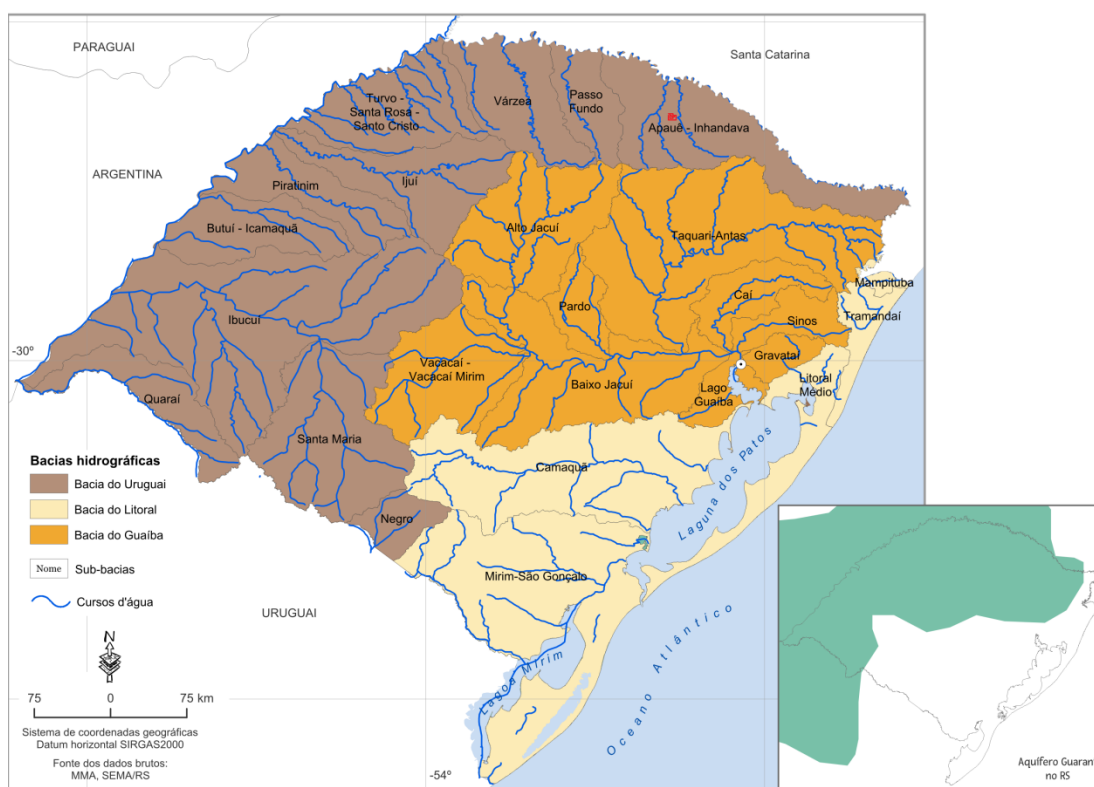 PARAGUAI
Santa Catarina
Turvo -
Santa Rosa -
Santo Cristo
Várzea
Passo
Fundo
Apauê - Inhandava
ARGENTINA
Piratinim
Ijuí
Butuí - Icamaquã
Alto Jacuí
Taquari-Antas
Mampituba
Caí
Tramandaí
Pardo
Ibucuí
Sinos
-30º
Gravataí
Vacacaí -
Vacacaí Mirim
Baixo Jacuí
Lago
Guaíba
Litoral
Médio
Quaraí
Santa Maria
Camaquã
Laguna dos Patos
Negro
Mirim-São Gonçalo
URUGUAI
Lagoa Mirim
Oceano Atlântico
-54º
Bacias hidrográficas
Bacia do Uruguai
Bacia do Litoral
Bacia do Guaíba
Nome Sub-bacias
Cursos d'água
N
75 0 75 km
Sistema de coordenadas geográficas
Datum horizontal SIRGAS2000
Fonte dos dados brutos:
MMA, SEMA/RS
Aquífero Guaran
no RS